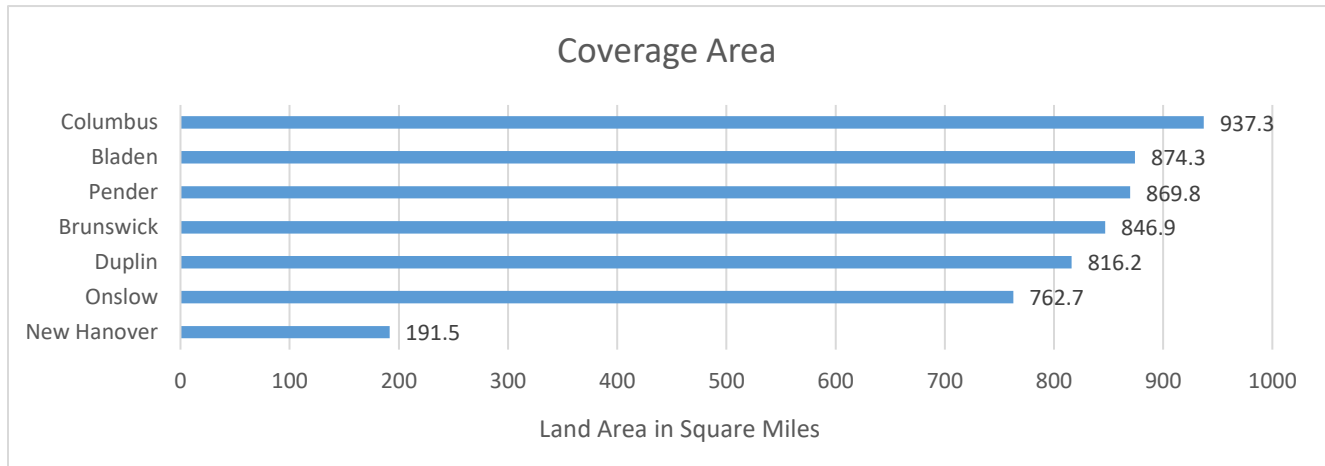 Coverage Area
Columbus 937.3
Bladen 874.3
Pender 869.8
Brunswick 846.9
Duplin 816.2
Onslow 762.7
New Hanover 191.5
0 100 200 300 400 500 600 700 800 900 1000
Land Area in Square Miles